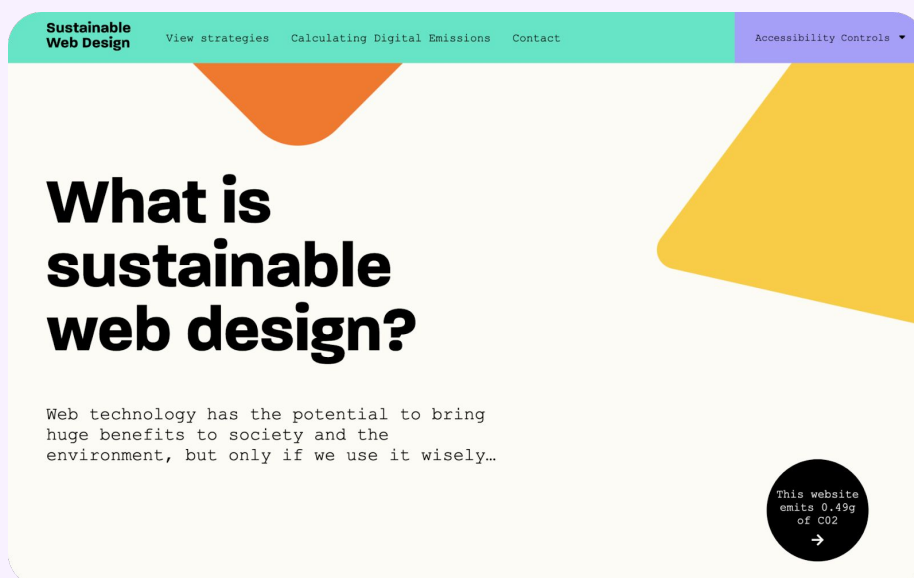 Sustainable
Web Design
View strategies
Calculating Digital Emissions
Contact
Accessibility Controls
What is
sustainable
web design?
Web technology has the potential to bring
huge benefits to society and the
environment, but only if we use it wisely…
This website
emits 0.49g
of CO2